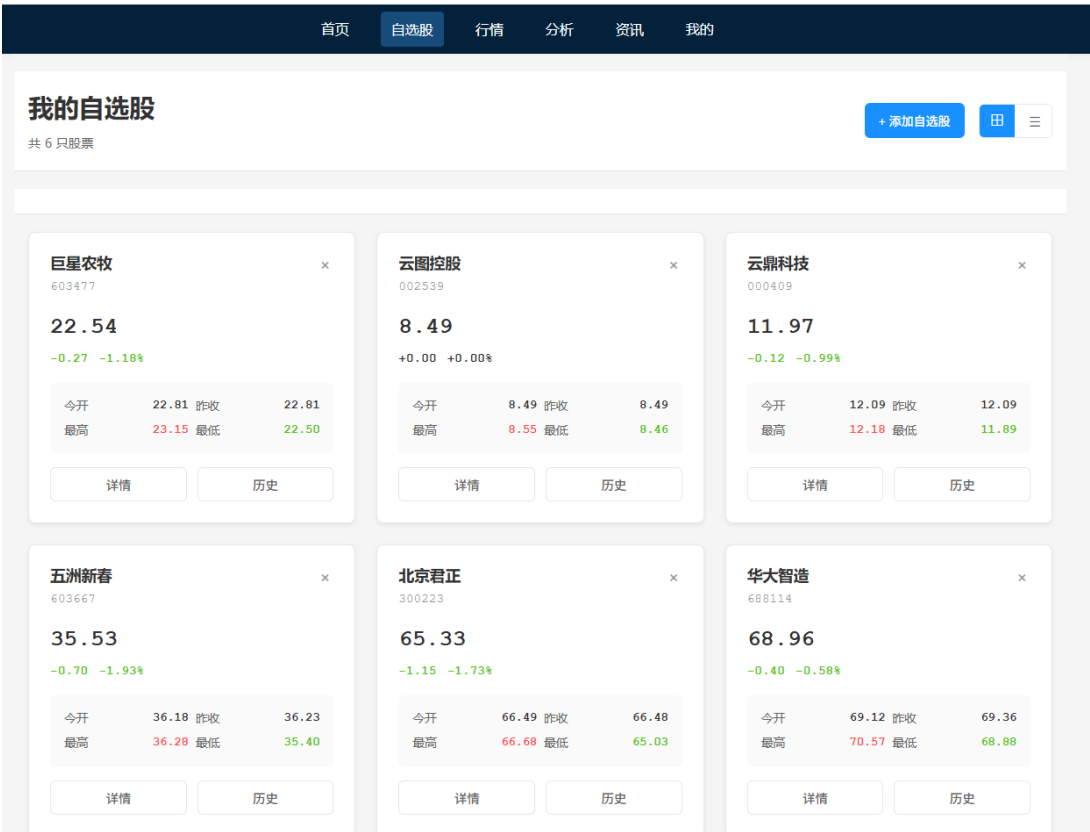 首页 自选股 行情 分析 资讯 我的
我的自选股
共 6 只股票
+ 添加自选股
巨星农牧 ×
603477
22.54
-0.27 -1.18%
今开 22.81 昨收 22.81
最高 23.15 最低 22.50
详情 历史
云图控股 ×
002539
8.49
+0.00 +0.00%
今开 8.49 昨收 8.49
最高 8.55 最低 8.46
详情 历史
云鼎科技 ×
000409
11.97
-0.12 -0.99%
今开 12.09 昨收 12.09
最高 12.18 最低 11.89
详情 历史
五洲新春 ×
603667
35.53
-0.70 -1.93%
今开 36.18 昨收 36.23
最高 36.28 最低 35.40
详情 历史
北京君正 ×
300223
65.33
-1.15 -1.73%
今开 66.49 昨收 66.48
最高 66.68 最低 65.03
详情 历史
华大智造 ×
688114
68.96
-0.40 -0.58%
今开 69.12 昨收 69.36
最高 70.57 最低 68.88
详情 历史